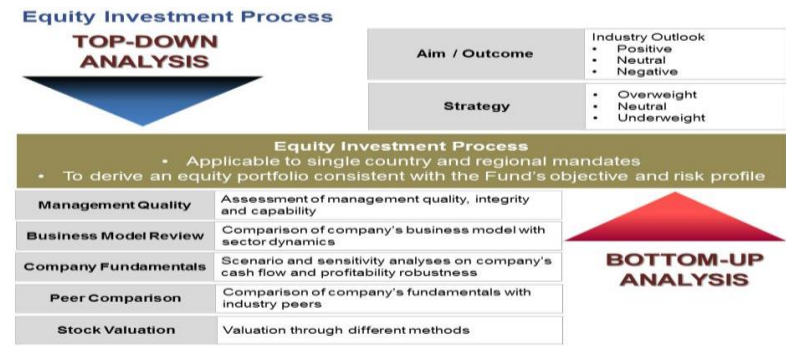 Equity Investment Process
TOP-DOWN
ANALYSIS
Aim / Outcome
Industry Outlook
• Positive
• Neutral
• Negative
Strategy
• Overweight
• Neutral
• Underweight
Equity Investment Process
• Applicable to single country and regional mandates
• To derive an equity portfolio consistent with the Fund's objective and risk profile
Management Quality
Assessment of management quality, integrity
and capability
Business Model Review
Comparison of company's business model with
sector dynamics
Company Fundamentals
Scenario and sensitivity analyses on company's
cash flow and profitability robustness
Peer Comparison
Comparison of company's fundamentals with
industry peers
Stock Valuation
Valuation through different methods
BOTTOM-UP
ANALYSIS